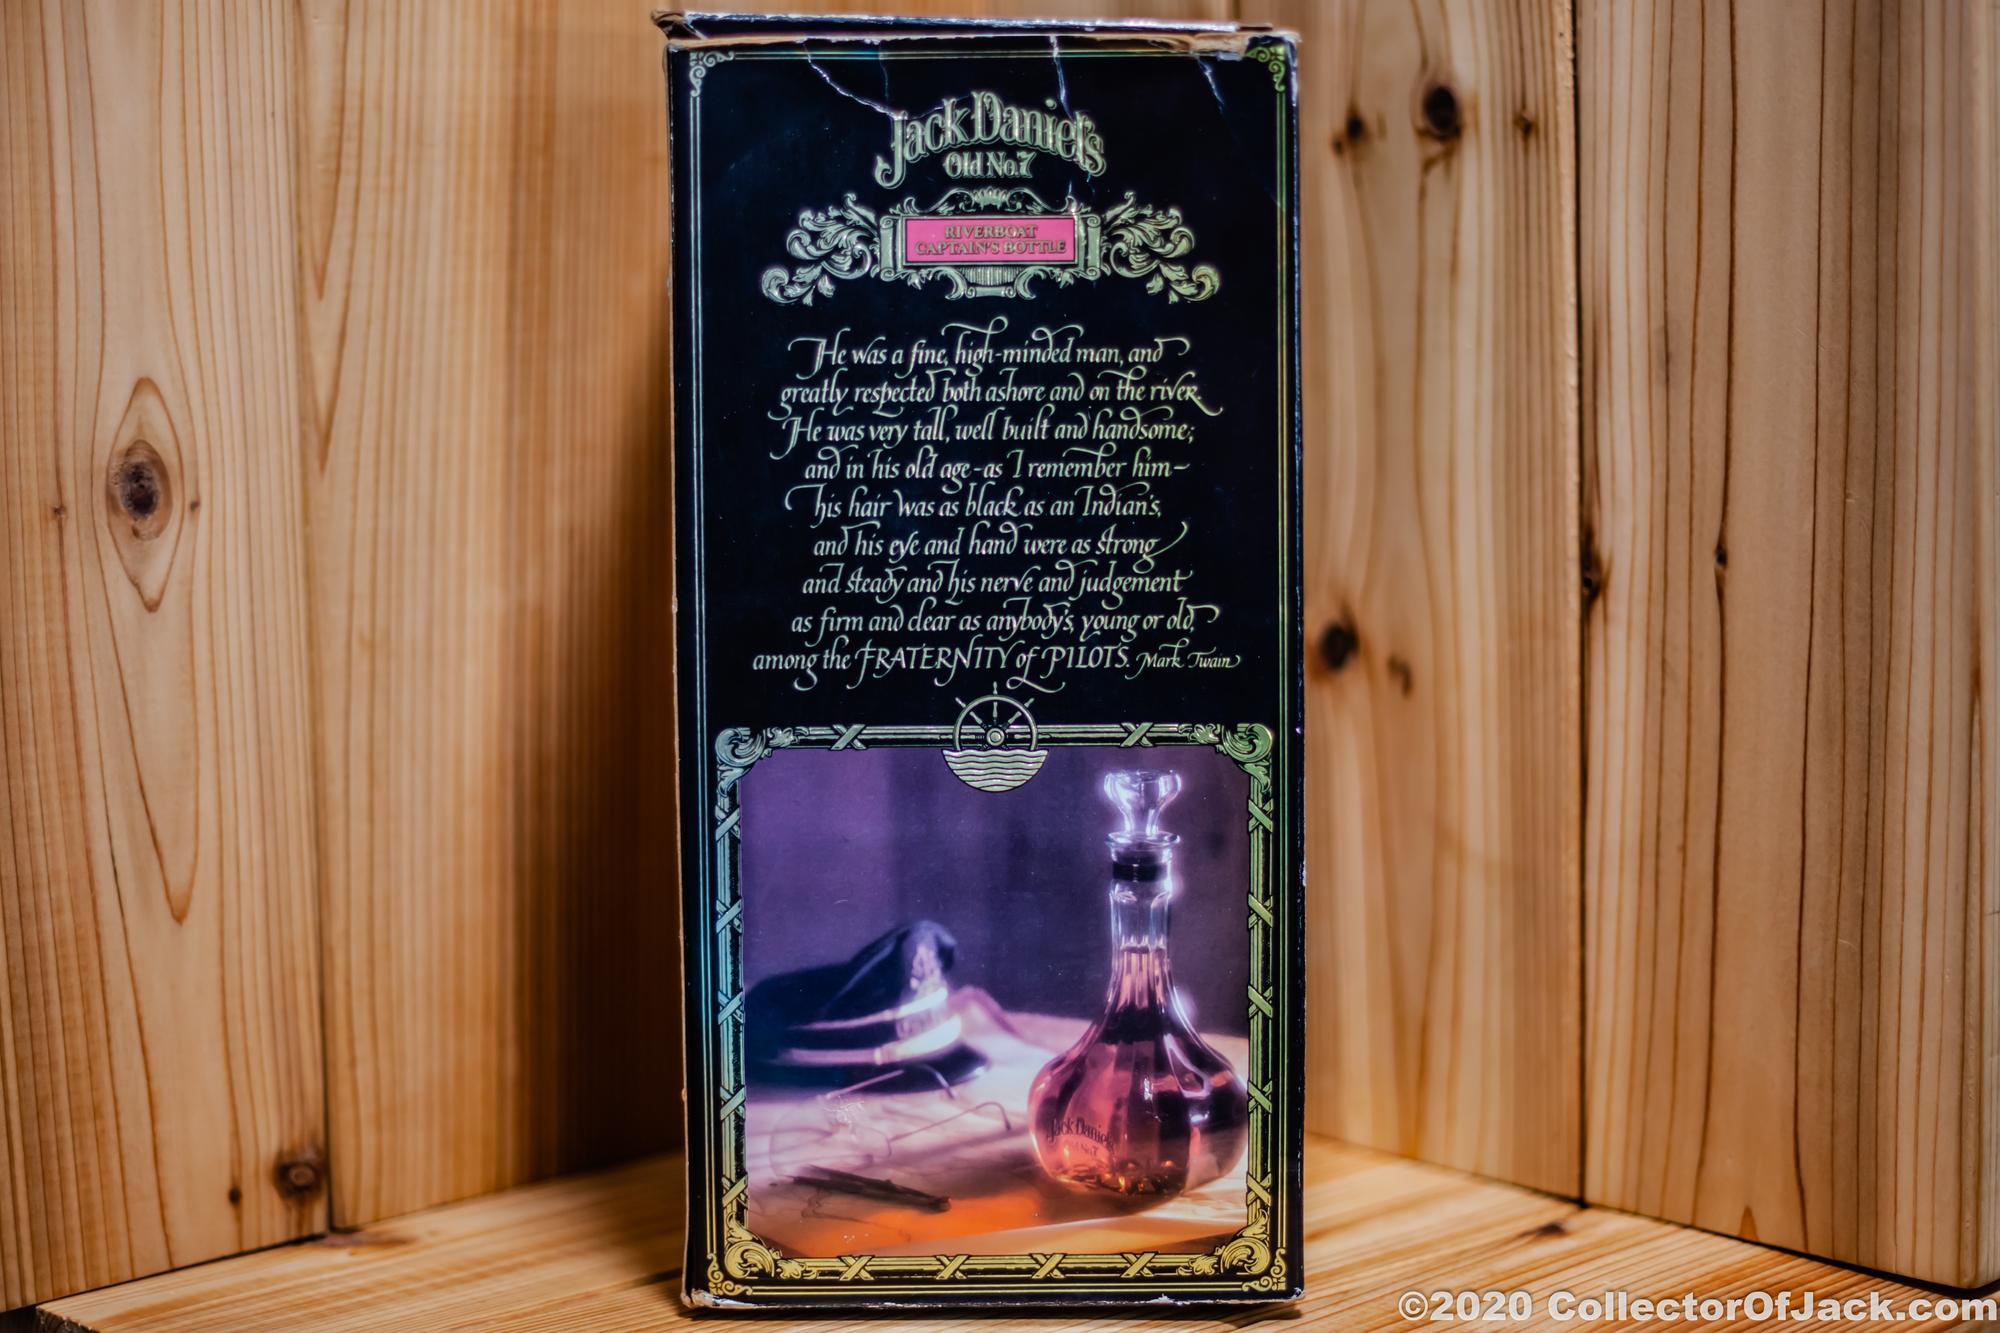 Jack Daniel's
Old No.7
RIVERBOAT
CAPTAIN'S BOTTLE
He was a fine, high-minded man, and
greatly respected both ashore and on the river.
He was very tall, well built and handsome;
and in his old age - as I remember him -
his hair was as black as an Indian's,
and his eye and hand were as strong
and steady and his nerve and judgement
as firm and clear as anybody's, young or old,
among the FRATERNITY of PILOTS. Mark Twain
Jack Daniel's
Old No.7
©2020 CollectorOfJack.com